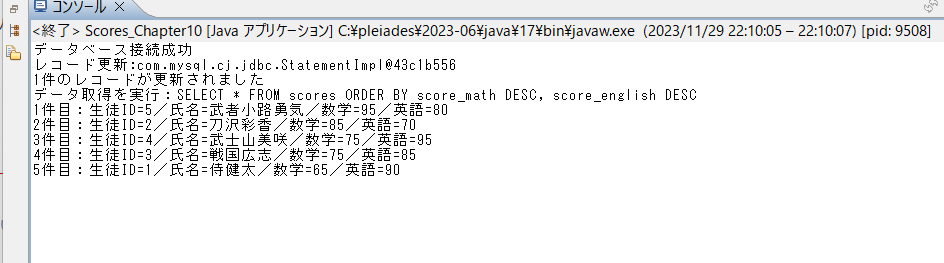 コンソール ×
<終了> Scores_Chapter10 [Java アプリケーション] C:¥pleiades¥2023-06¥java¥17¥bin¥javaw.exe (2023/11/29 22:10:05 – 22:10:07) [pid: 9508]
データベース接続成功
レコード更新:com.mysql.cj.jdbc.StatementImpl@43c1b556
1件のレコードが更新されました
データ取得を実行：SELECT * FROM scores ORDER BY score_math DESC, score_english DESC
1件目：生徒ID=5／氏名=武者小路勇気／数学=95／英語=80
2件目：生徒ID=2／氏名=刀沢彩香／数学=85／英語=70
3件目：生徒ID=4／氏名=武士山美咲／数学=75／英語=95
4件目：生徒ID=3／氏名=戦国広志／数学=75／英語=85
5件目：生徒ID=1／氏名=侍健太／数学=65／英語=90